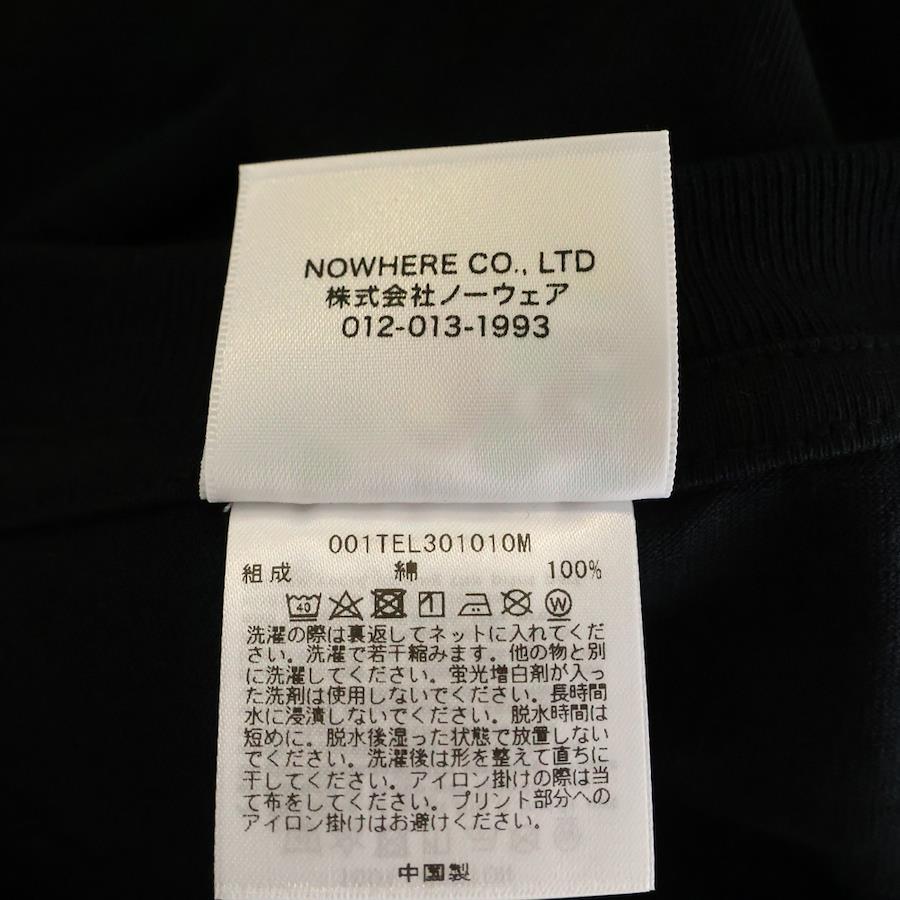 NOWHERE CO., LTD
株式会社ノーウェア
012-013-1993
001TEL301010M
組成 綿 100%
40 W
洗濯の際は裏返してネットに入れてくだ
さい。洗濯で若干縮みます。他の物と別
に洗濯してください。蛍光増白剤が入っ
た洗剤は使用しないでください。長時間
水に浸漬しないでください。脱水時間は
短めに。脱水後湿った状態で放置しない
でください。洗濯後は形を整えて直ちに
干してください。アイロン掛けの際は当
て布をしてください。プリント部分への
アイロン掛けはお避けください。
中国製